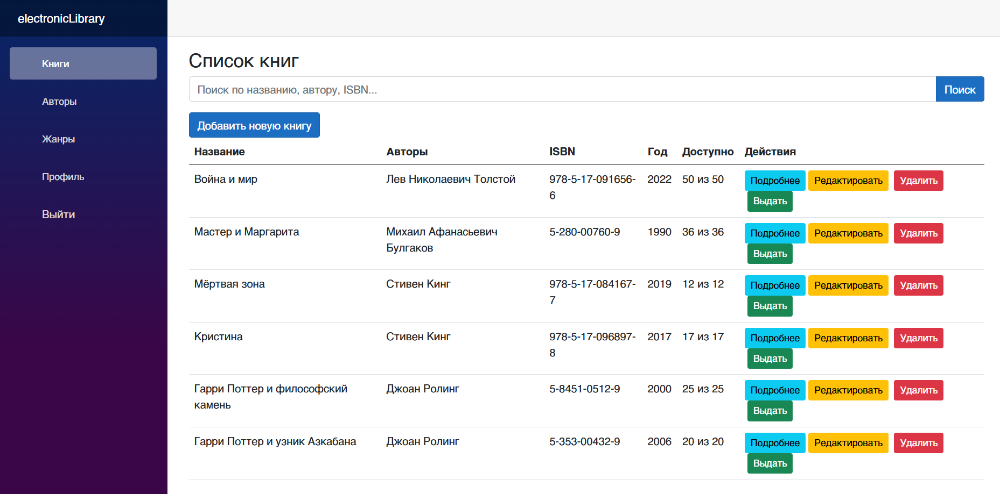 electronicLibrary
Книги
Авторы
Жанры
Профиль
Выйти
Список книг
Поиск по названию, автору, ISBN...
Поиск
Добавить новую книгу
Название Авторы ISBN Год Доступно Действия
Война и мир Лев Николаевич Толстой 978-5-17-091656- 2022 50 из 50 Подробнее Редактировать Удалить
6 Выдать
Мастер и Маргарита Михаил Афанасьевич 5-280-00760-9 1990 36 из 36 Подробнее Редактировать Удалить
Булгаков Выдать
Мёртвая зона Стивен Кинг 978-5-17-084167- 2019 12 из 12 Подробнее Редактировать Удалить
7 Выдать
Кристина Стивен Кинг 978-5-17-096897- 2017 17 из 17 Подробнее Редактировать Удалить
8 Выдать
Гарри Поттер и философский Джоан Ролинг 5-8451-0512-9 2000 25 из 25 Подробнее Редактировать Удалить
камень Выдать
Гарри Поттер и узник Азкабана Джоан Ролинг 5-353-00432-9 2006 20 из 20 Подробнее Редактировать Удалить
Выдать